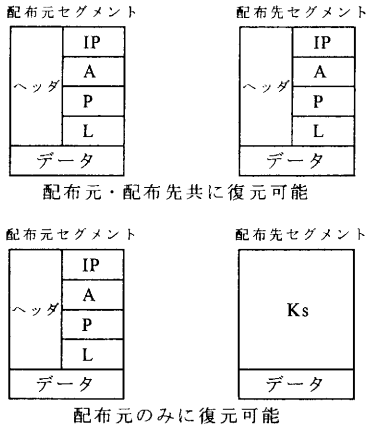 配布元セグメント 配布先セグメント
ヘッダ IP ヘッダ IP
A A
P P
L L
データ データ
配布元・配布先共に復元可能
配布元セグメント 配布先セグメント
ヘッダ IP Ks
A
P
L
データ データ
配布元のみに復元可能